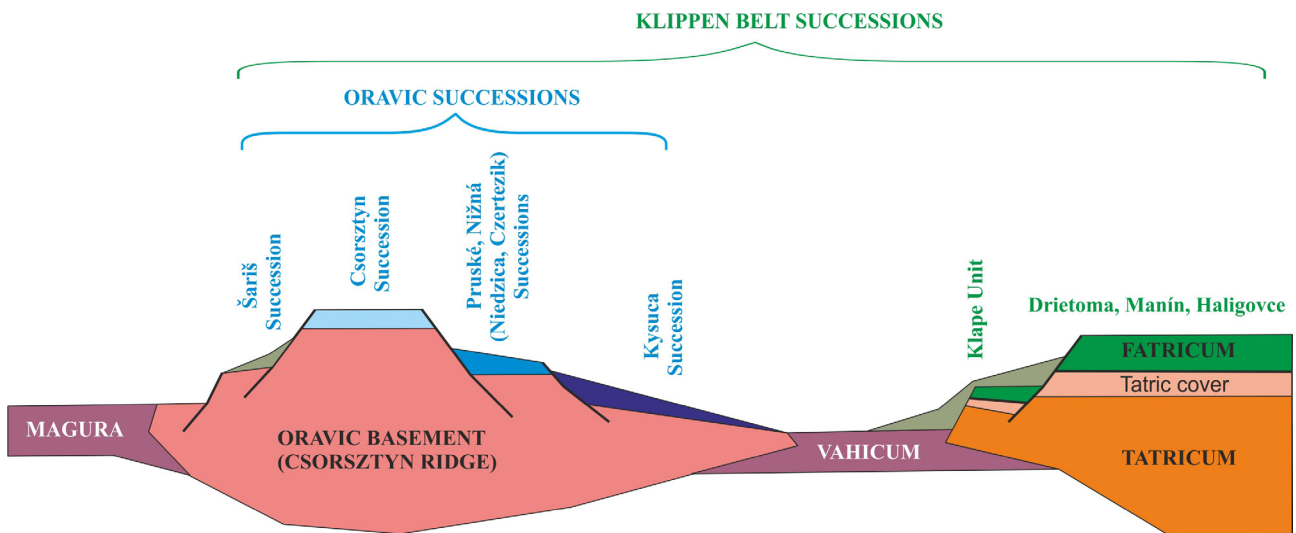 KLIPPEN BELT SUCCESSIONS
ORAVIC SUCCESSIONS
Šariš
Succession
Csorsztyn
Succession
Pruské, Nižná
(Niedzica, Czertezik)
Successions
Kysuca
Succession
Klape Unit
Drietoma, Manín, Haligovce
FATRICUM
Tatric cover
MAGURA
ORAVIC BASEMENT
(CSORSZTYN RIDGE)
VAHICUM
TATRICUM